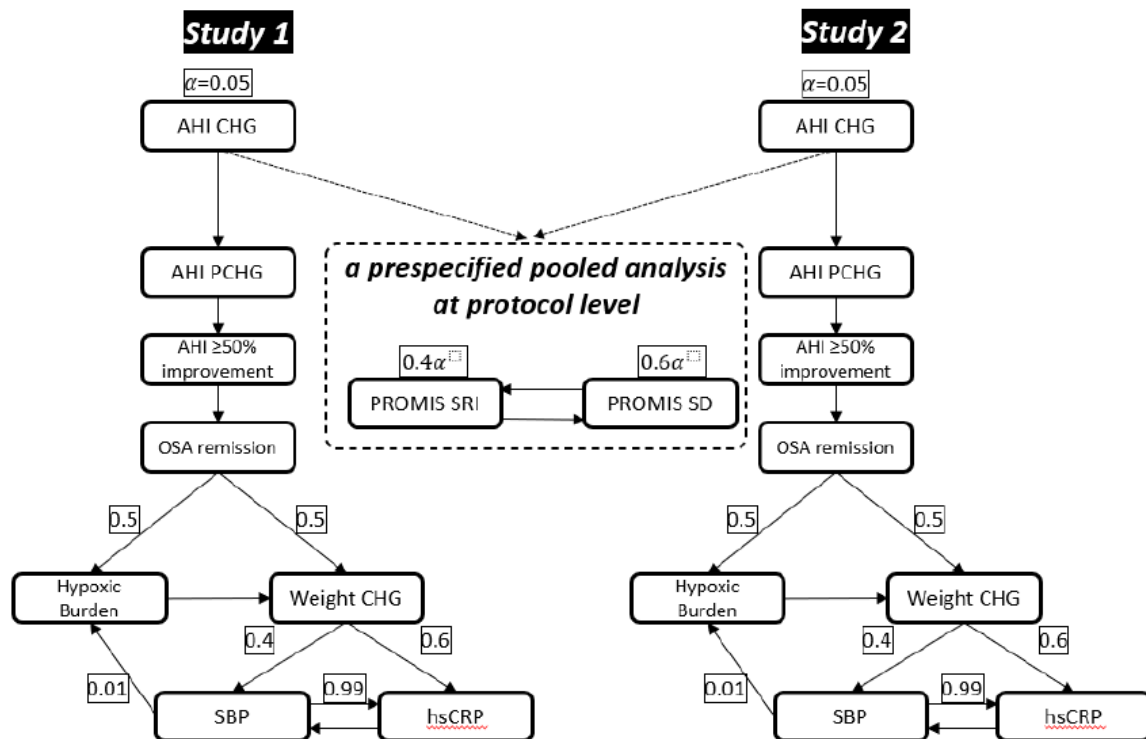 Study 1
α=0.05
AHI CHG
AHI PCHG
AHI ≥50%
improvement
OSA remission
0.5
0.5
Hypoxic
Burden
Weight CHG
0.4
0.6
0.01
0.99
SBP
hsCRP
a prespecified pooled analysis
at protocol level
0.4α
0.6α
PROMIS SRI
PROMIS SD
Study 2
α=0.05
AHI CHG
AHI PCHG
AHI ≥50%
improvement
OSA remission
0.5
0.5
Hypoxic
Burden
Weight CHG
0.4
0.6
0.01
0.99
SBP
hsCRP